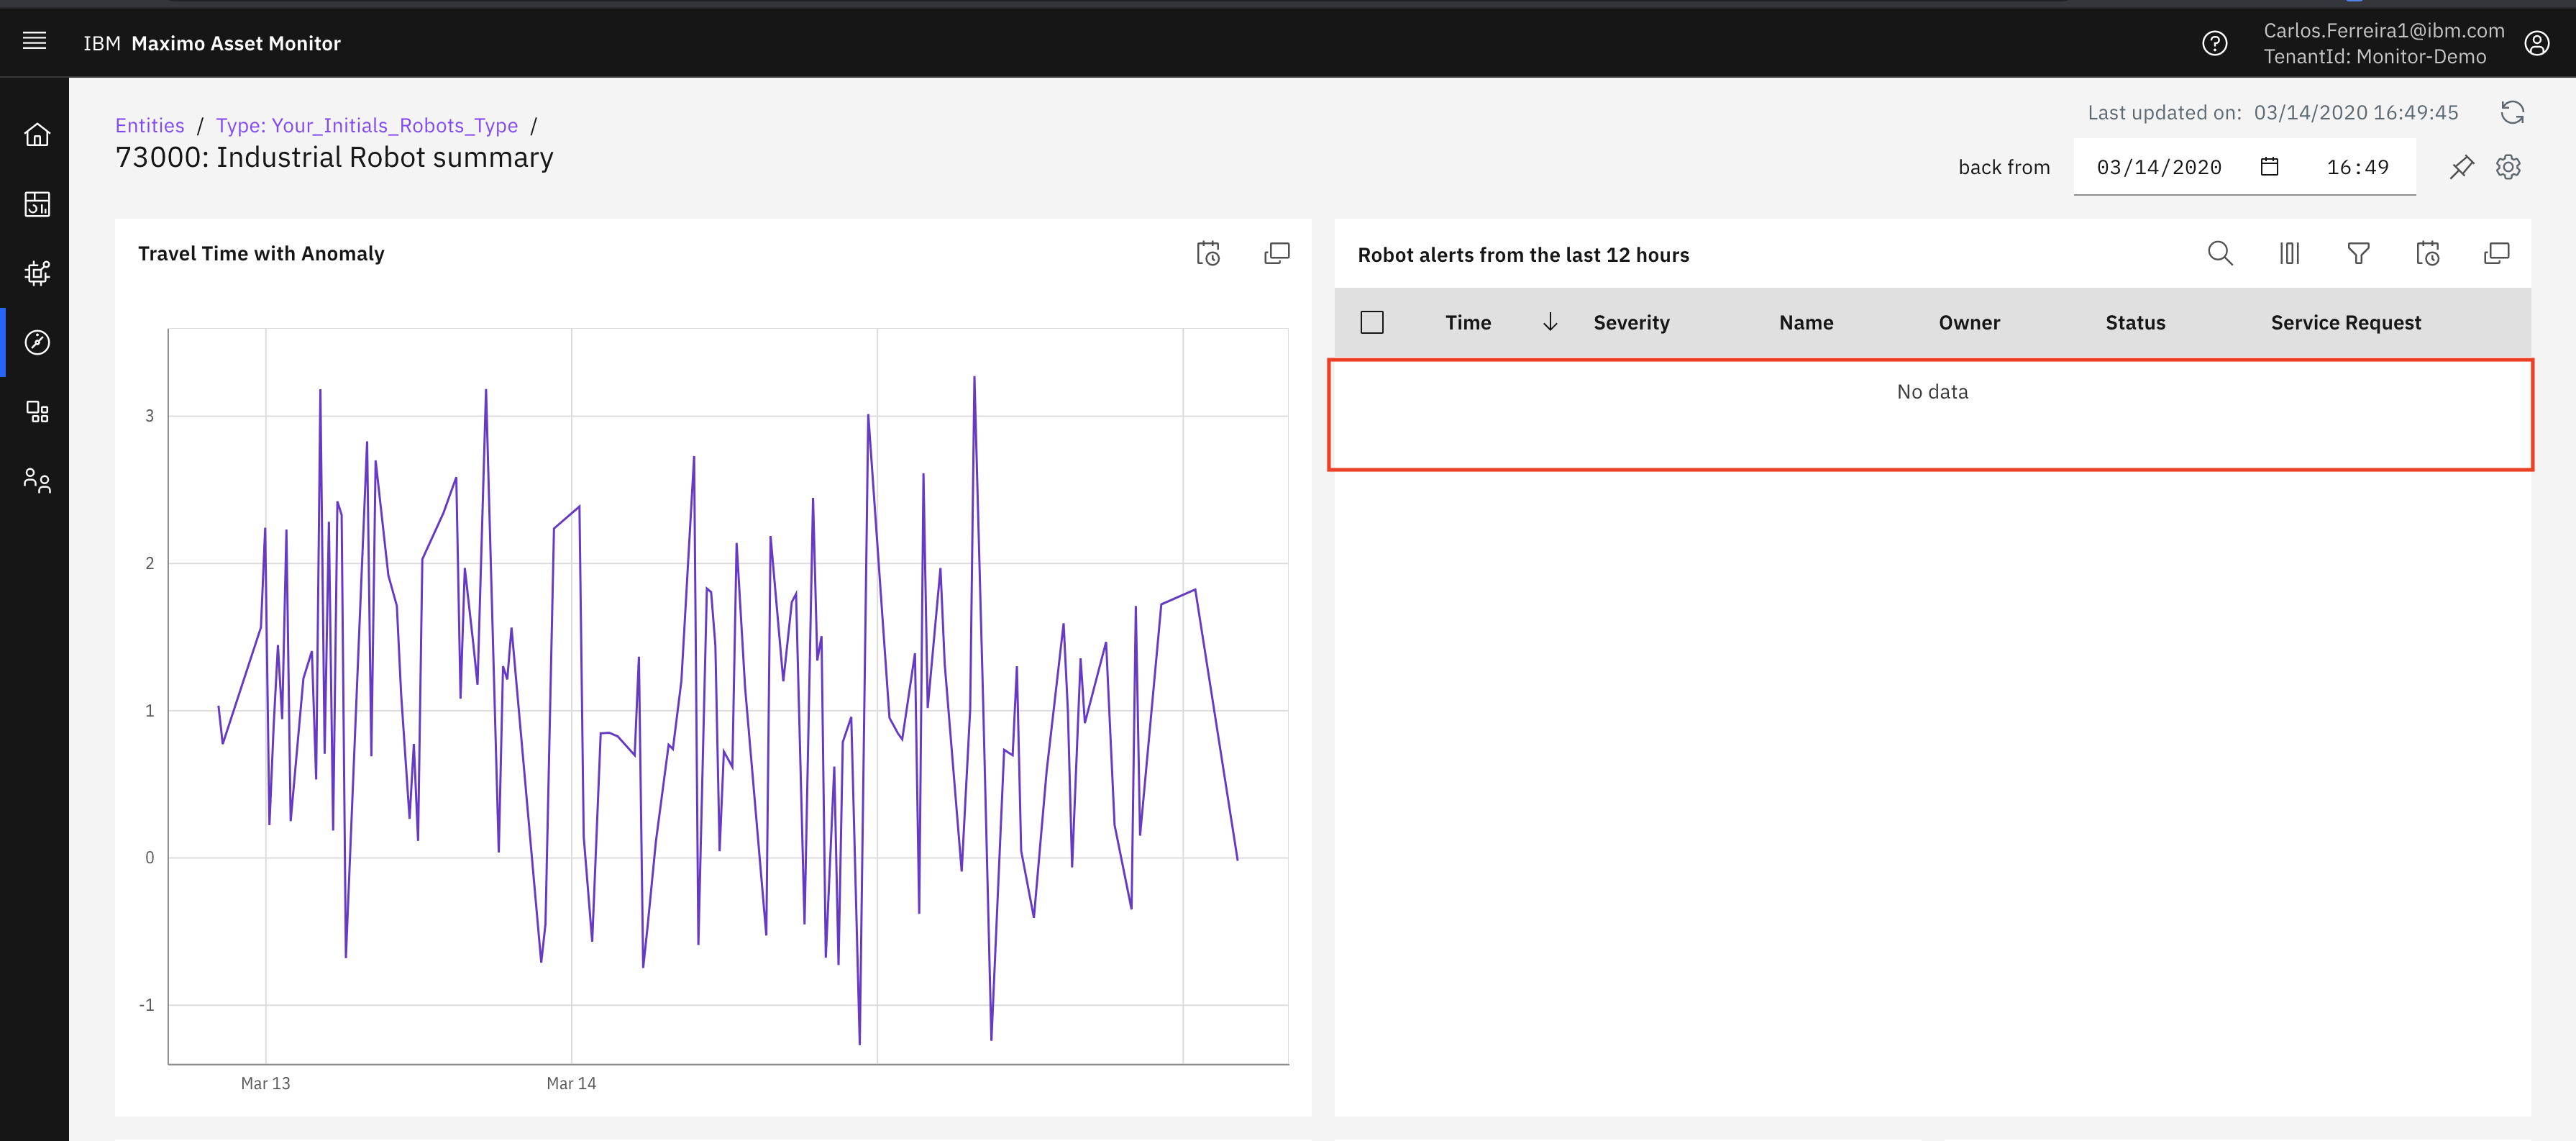 IBM Maximo Asset Monitor
Carlos.Ferreira1@ibm.com
TenantId: Monitor-Demo
Last updated on: 03/14/2020 16:49:45
Entities / Type: Your_Initials_Robots_Type /
73000: Industrial Robot summary
back from 03/14/2020 16:49
Travel Time with Anomaly
3
2
1
0
-1
Mar 13 Mar 14
Robot alerts from the last 12 hours
Time Severity Name Owner Status Service Request
No data